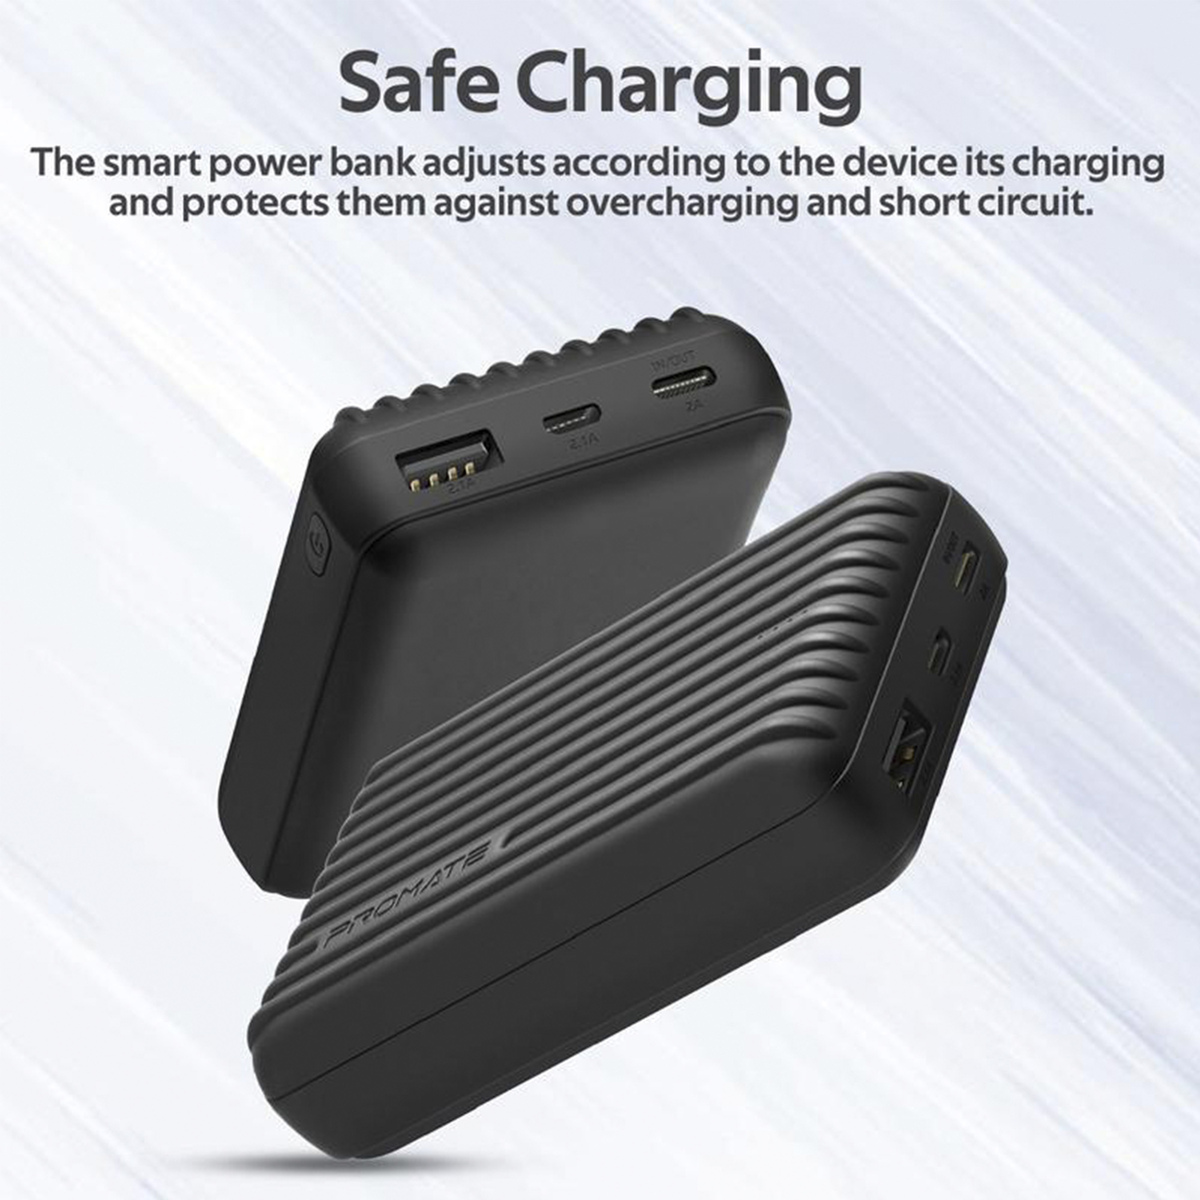 Safe Charging
The smart power bank adjusts according to the device its charging
and protects them against overcharging and short circuit.
IN/OUT
2A
2.1A
2.1A
PROMATE